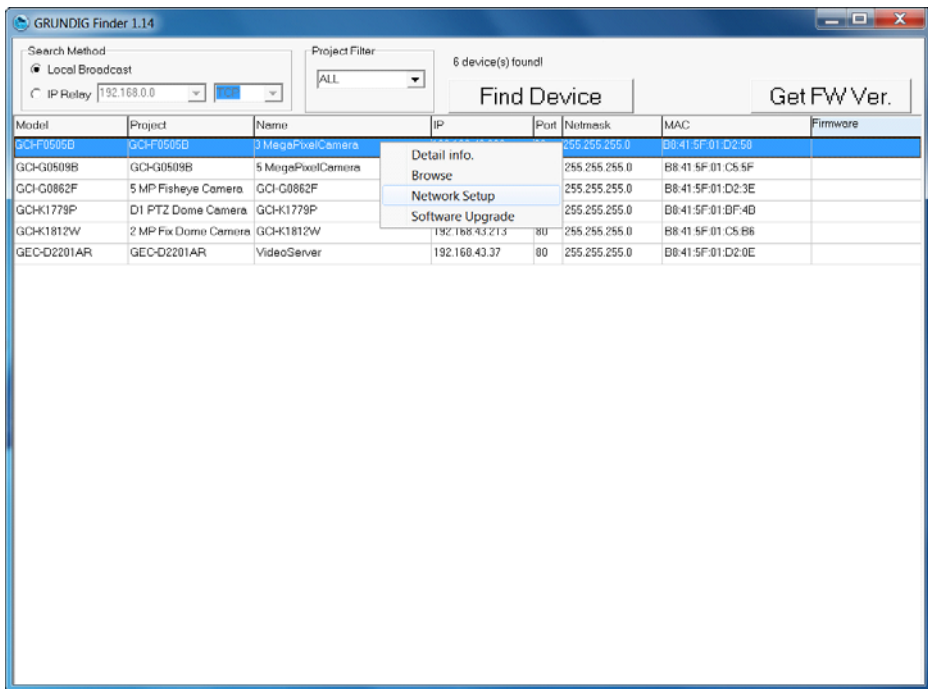 GRUNDIG Finder 1.14
Search Method
Local Broadcast
IP Relay 192.168.0.0 TCP
Project Filter
ALL
6 device(s) found!
Find Device
Get FW Ver.
Model Project Name IP Port Netmask MAC Firmware
GCI-F0505B GCI-F0505B 3 MegaPixelCamera 255.255.255.0 B8:41:5F:01:D2:58
GCI-G0509B GCI-G0509B 5 MegaPixelCamera 255.255.255.0 B8:41:5F:01:C5:5F
GCI-G0862F 5 MP Fisheye Camera GCI-G0862F 255.255.255.0 B8:41:5F:01:D2:3E
GCI-K1779P D1 PTZ Dome Camera GCI-K1779P 255.255.255.0 B8:41:5F:01:BF:4B
GCI-K1812W 2 MP Fix Dome Camera GCI-K1812W 192.168.43.213 80 255.255.255.0 B8:41:5F:01:C5:B6
GEC-D2201AR GEC-D2201AR VideoServer 192.168.43.37 80 255.255.255.0 B8:41:5F:01:D2:0E
Detail info.
Browse
Network Setup
Software Upgrade